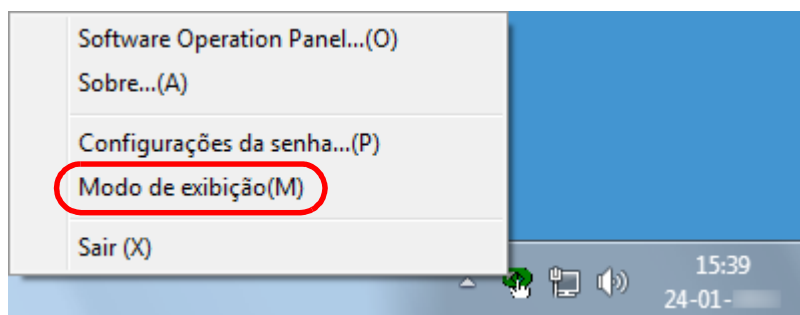 Software Operation Panel...(O)
Sobre...(A)
Configurações da senha...(P)
Modo de exibição(M)
Sair (X)
15:39
24-01-